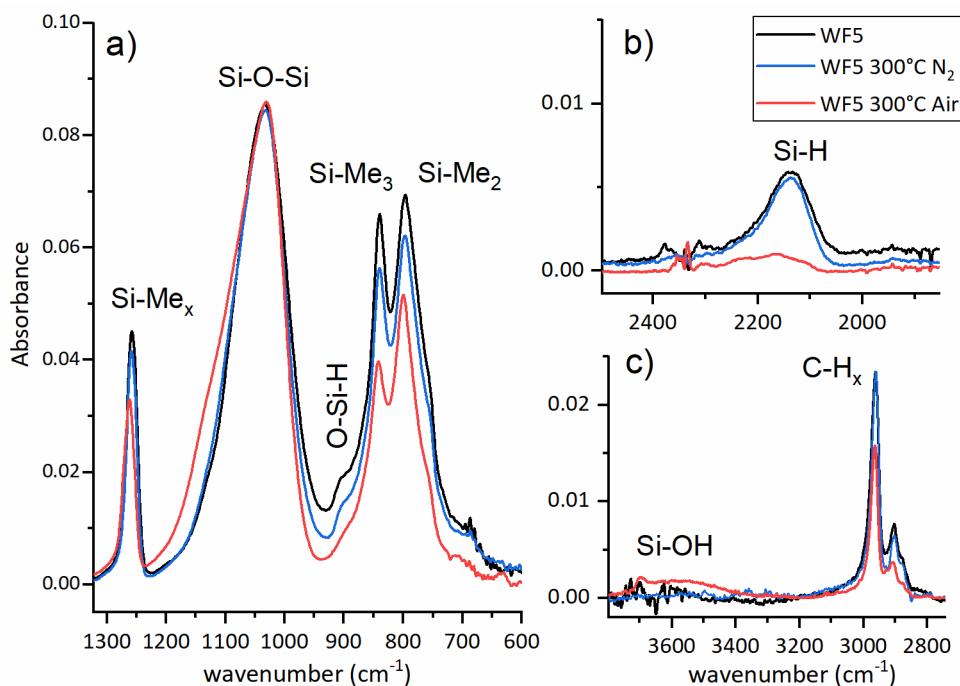 a)
Si-O-Si
Si-Me₃
Si-Me₂
Si-Meₓ
O-Si-H
Absorbance
0.10
0.08
0.06
0.04
0.02
0.00
1300 1200 1100 1000 900 800 700 600
wavenumber (cm⁻¹)
b)
WF5
WF5 300°C N₂
WF5 300°C Air
Si-H
0.01
0.00
2400 2200 2000
c)
C-Hₓ
Si-OH
0.02
0.01
0.00
3600 3400 3200 3000 2800
wavenumber (cm⁻¹)